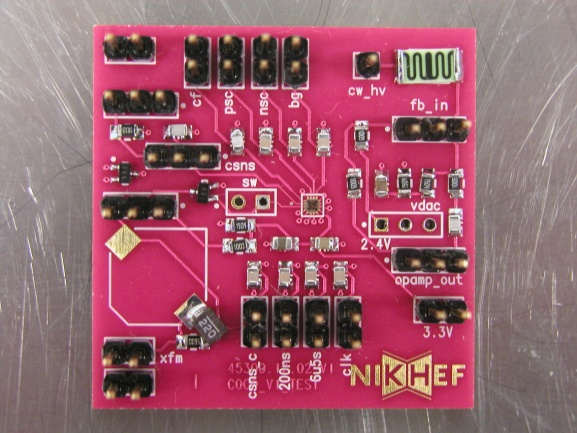 cf
psc
nsc
bg
cw_hv
fb_in
csns
sw
vdac
2.4V
opamp_out
3.3V
220
xfm
csns_c
200ns
6u5s
clk
NIKHEF